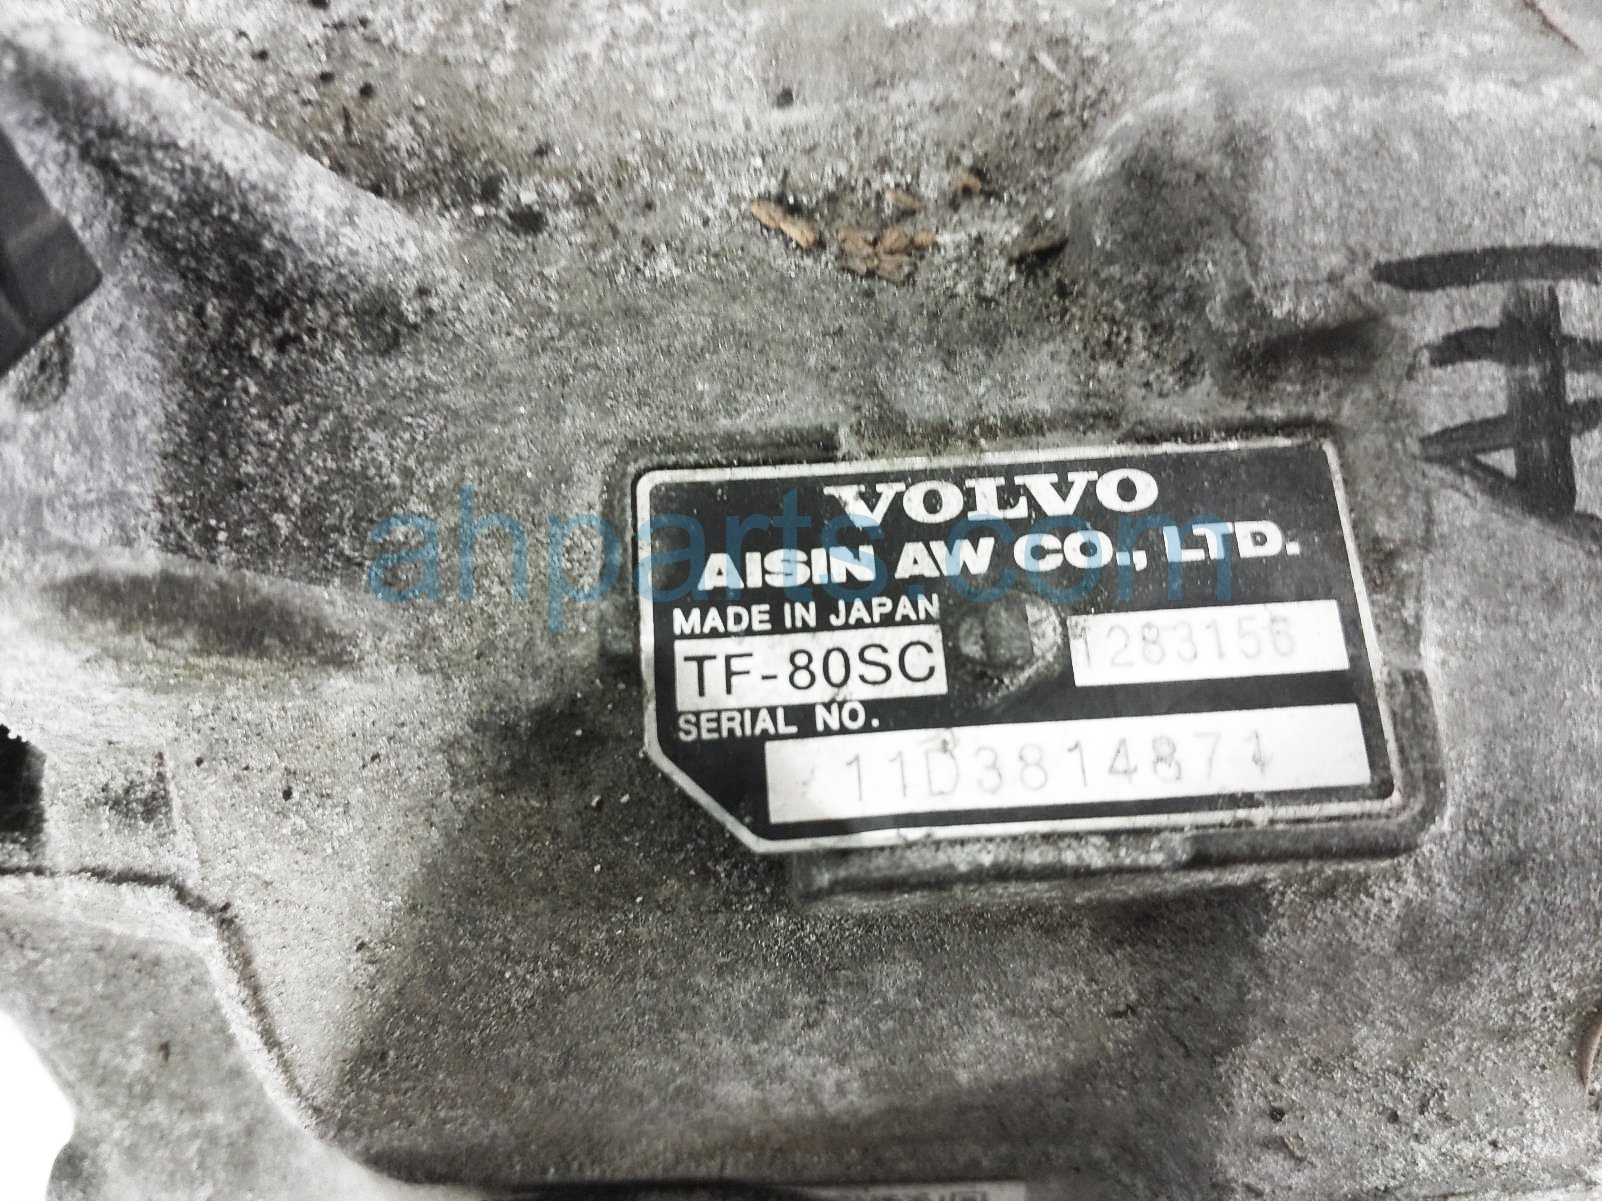 VOLVO
AISIN AW CO., LTD.
MADE IN JAPAN
TF-80SC 1283156
SERIAL NO.
11D3814871
ahparts.com